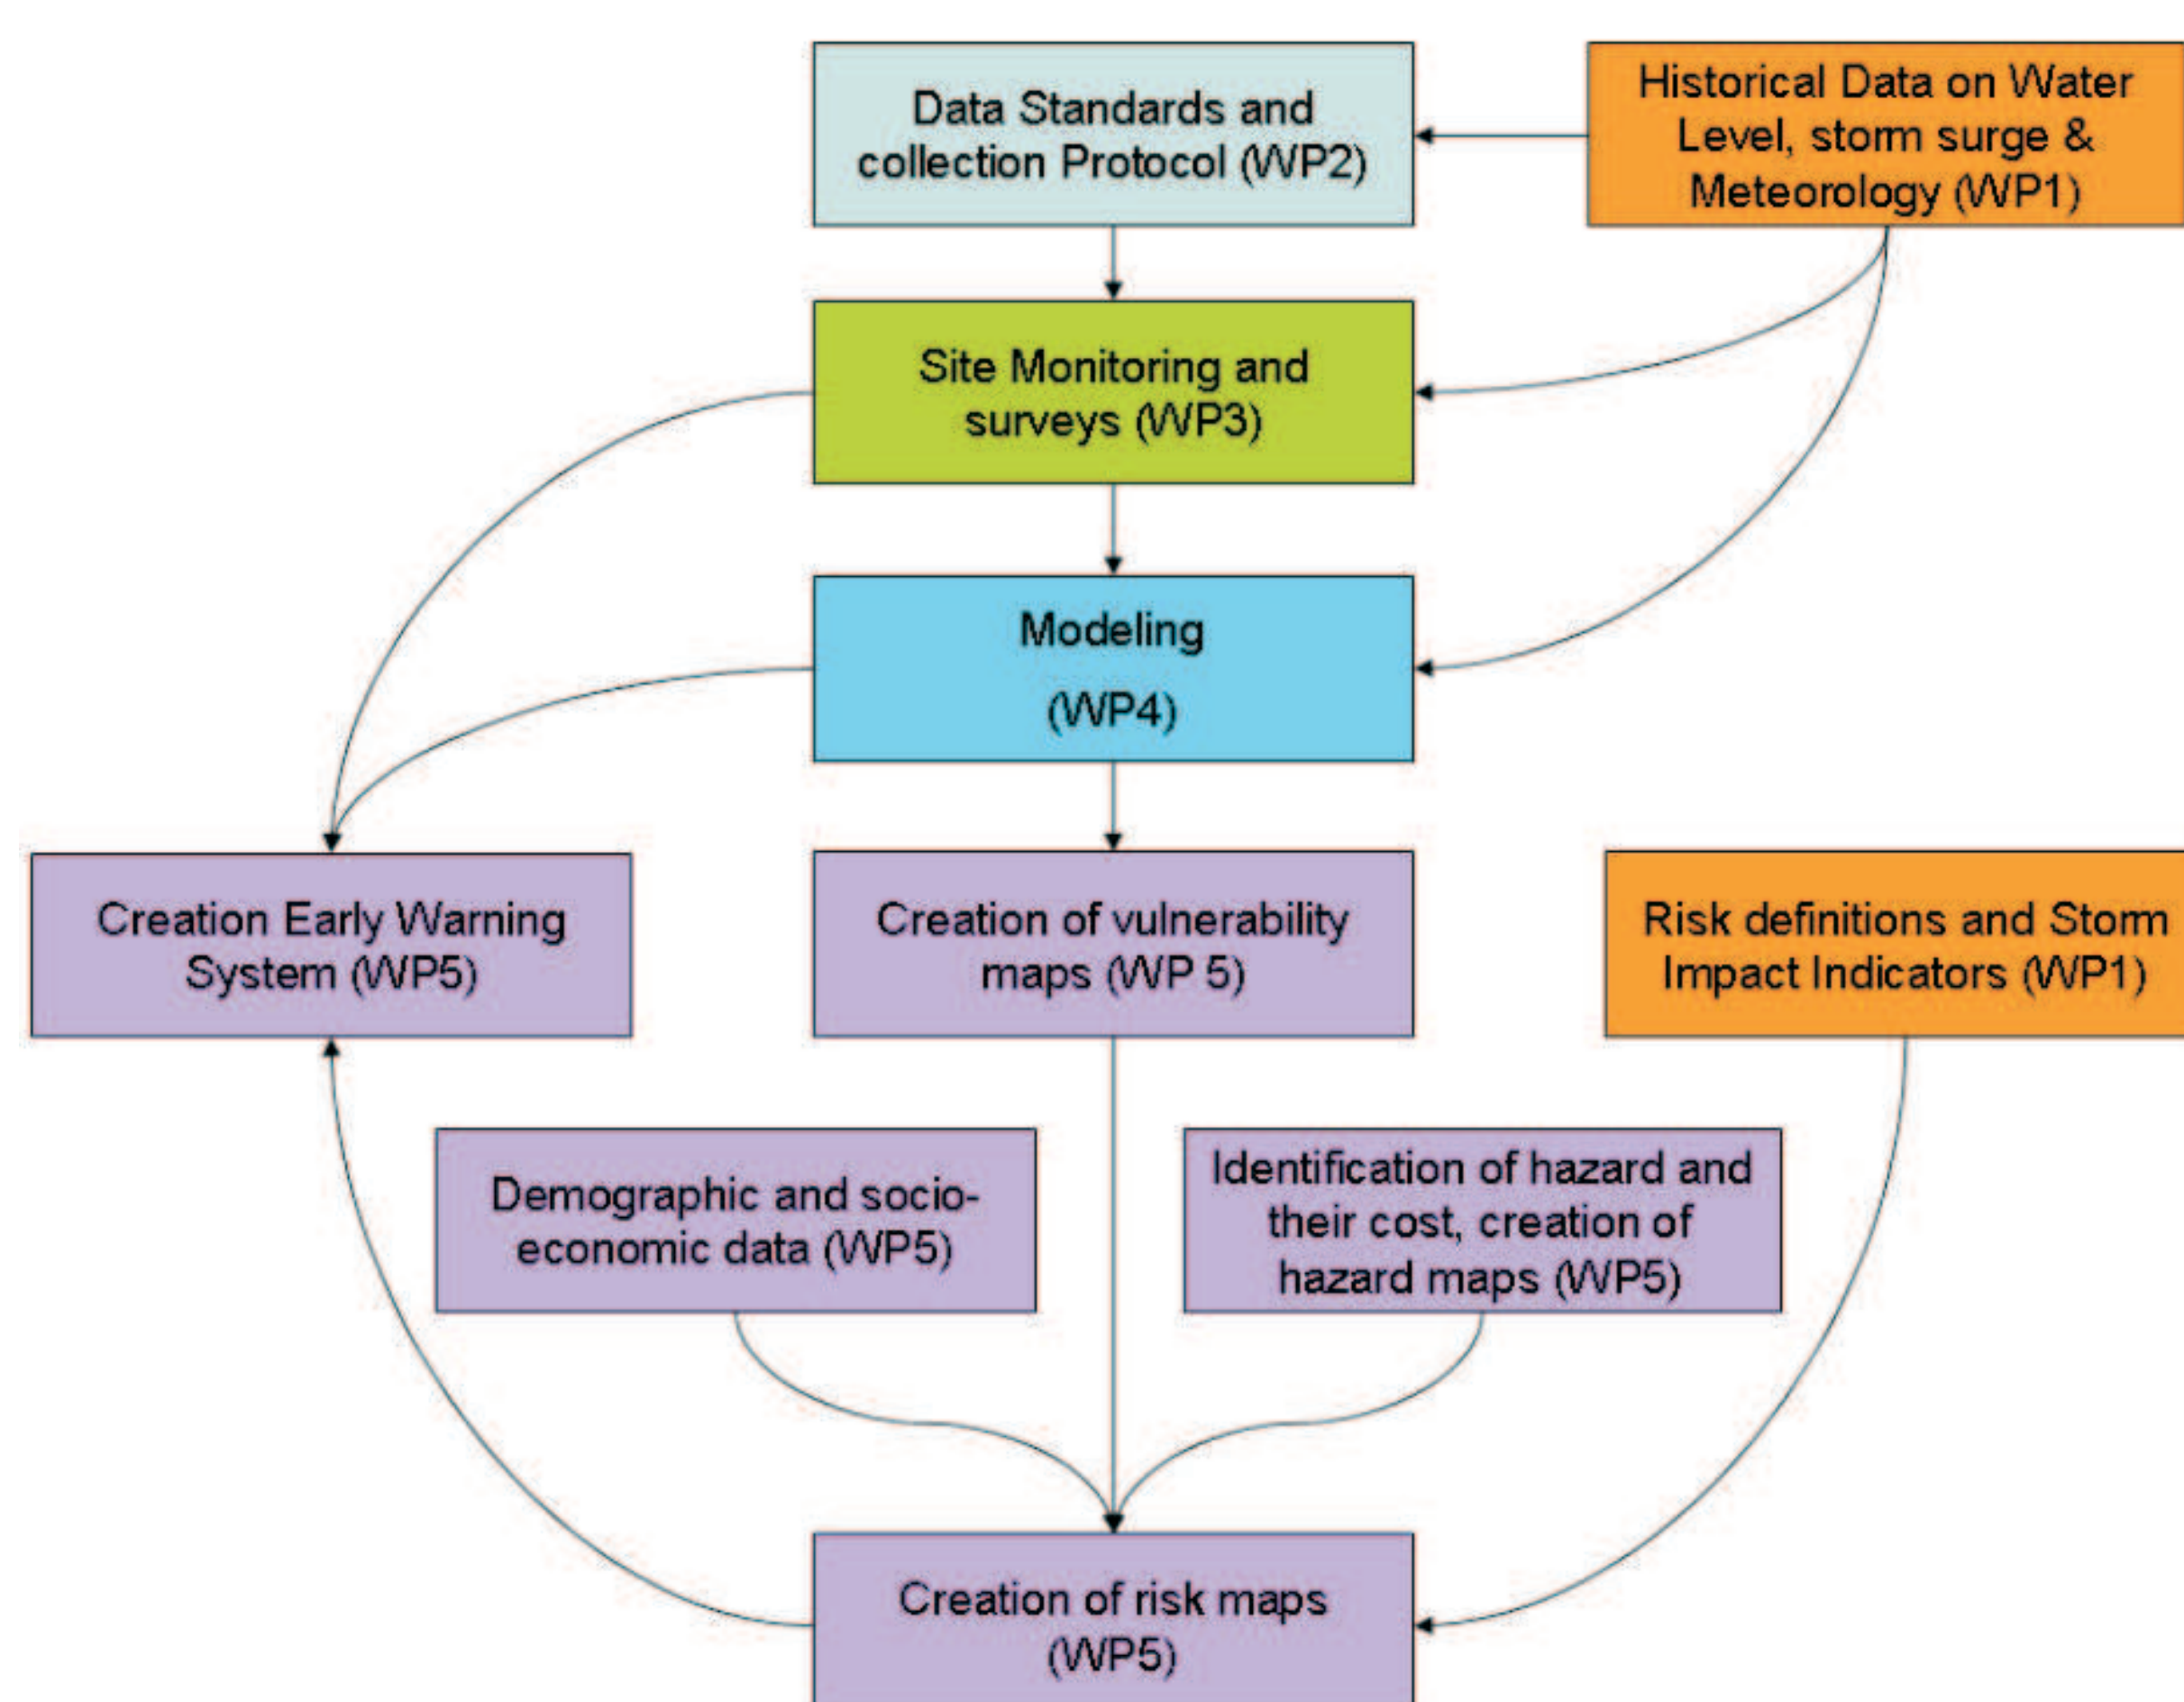 Data Standards and
collection Protocol (WP2)
Historical Data on Water
Level, storm surge &
Meteorology (WP1)
Site Monitoring and
surveys (WP3)
Modeling
(WP4)
Creation Early Warning
System (WP5)
Creation of vulnerability
maps (WP 5)
Risk definitions and Storm
Impact Indicators (WP1)
Demographic and socio-
economic data (WP5)
Identification of hazard and
their cost, creation of
hazard maps (WP5)
Creation of risk maps
(WP5)